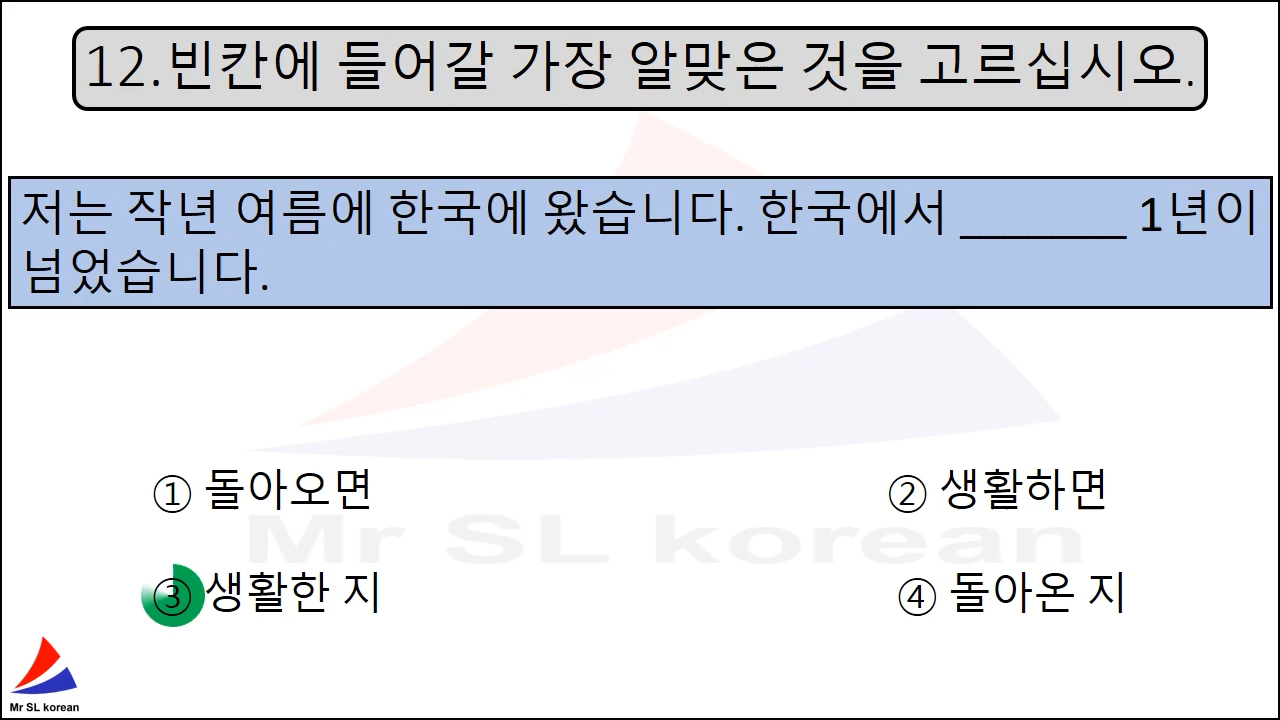 12.빈칸에 들어갈 가장 알맞은 것을 고르십시오.
저는 작년 여름에 한국에 왔습니다. 한국에서 _______ 1년이
넘었습니다.
① 돌아오면 ② 생활하면
Mr SL korean
③ 생활한 지 ④ 돌아온 지
Mr SL korean